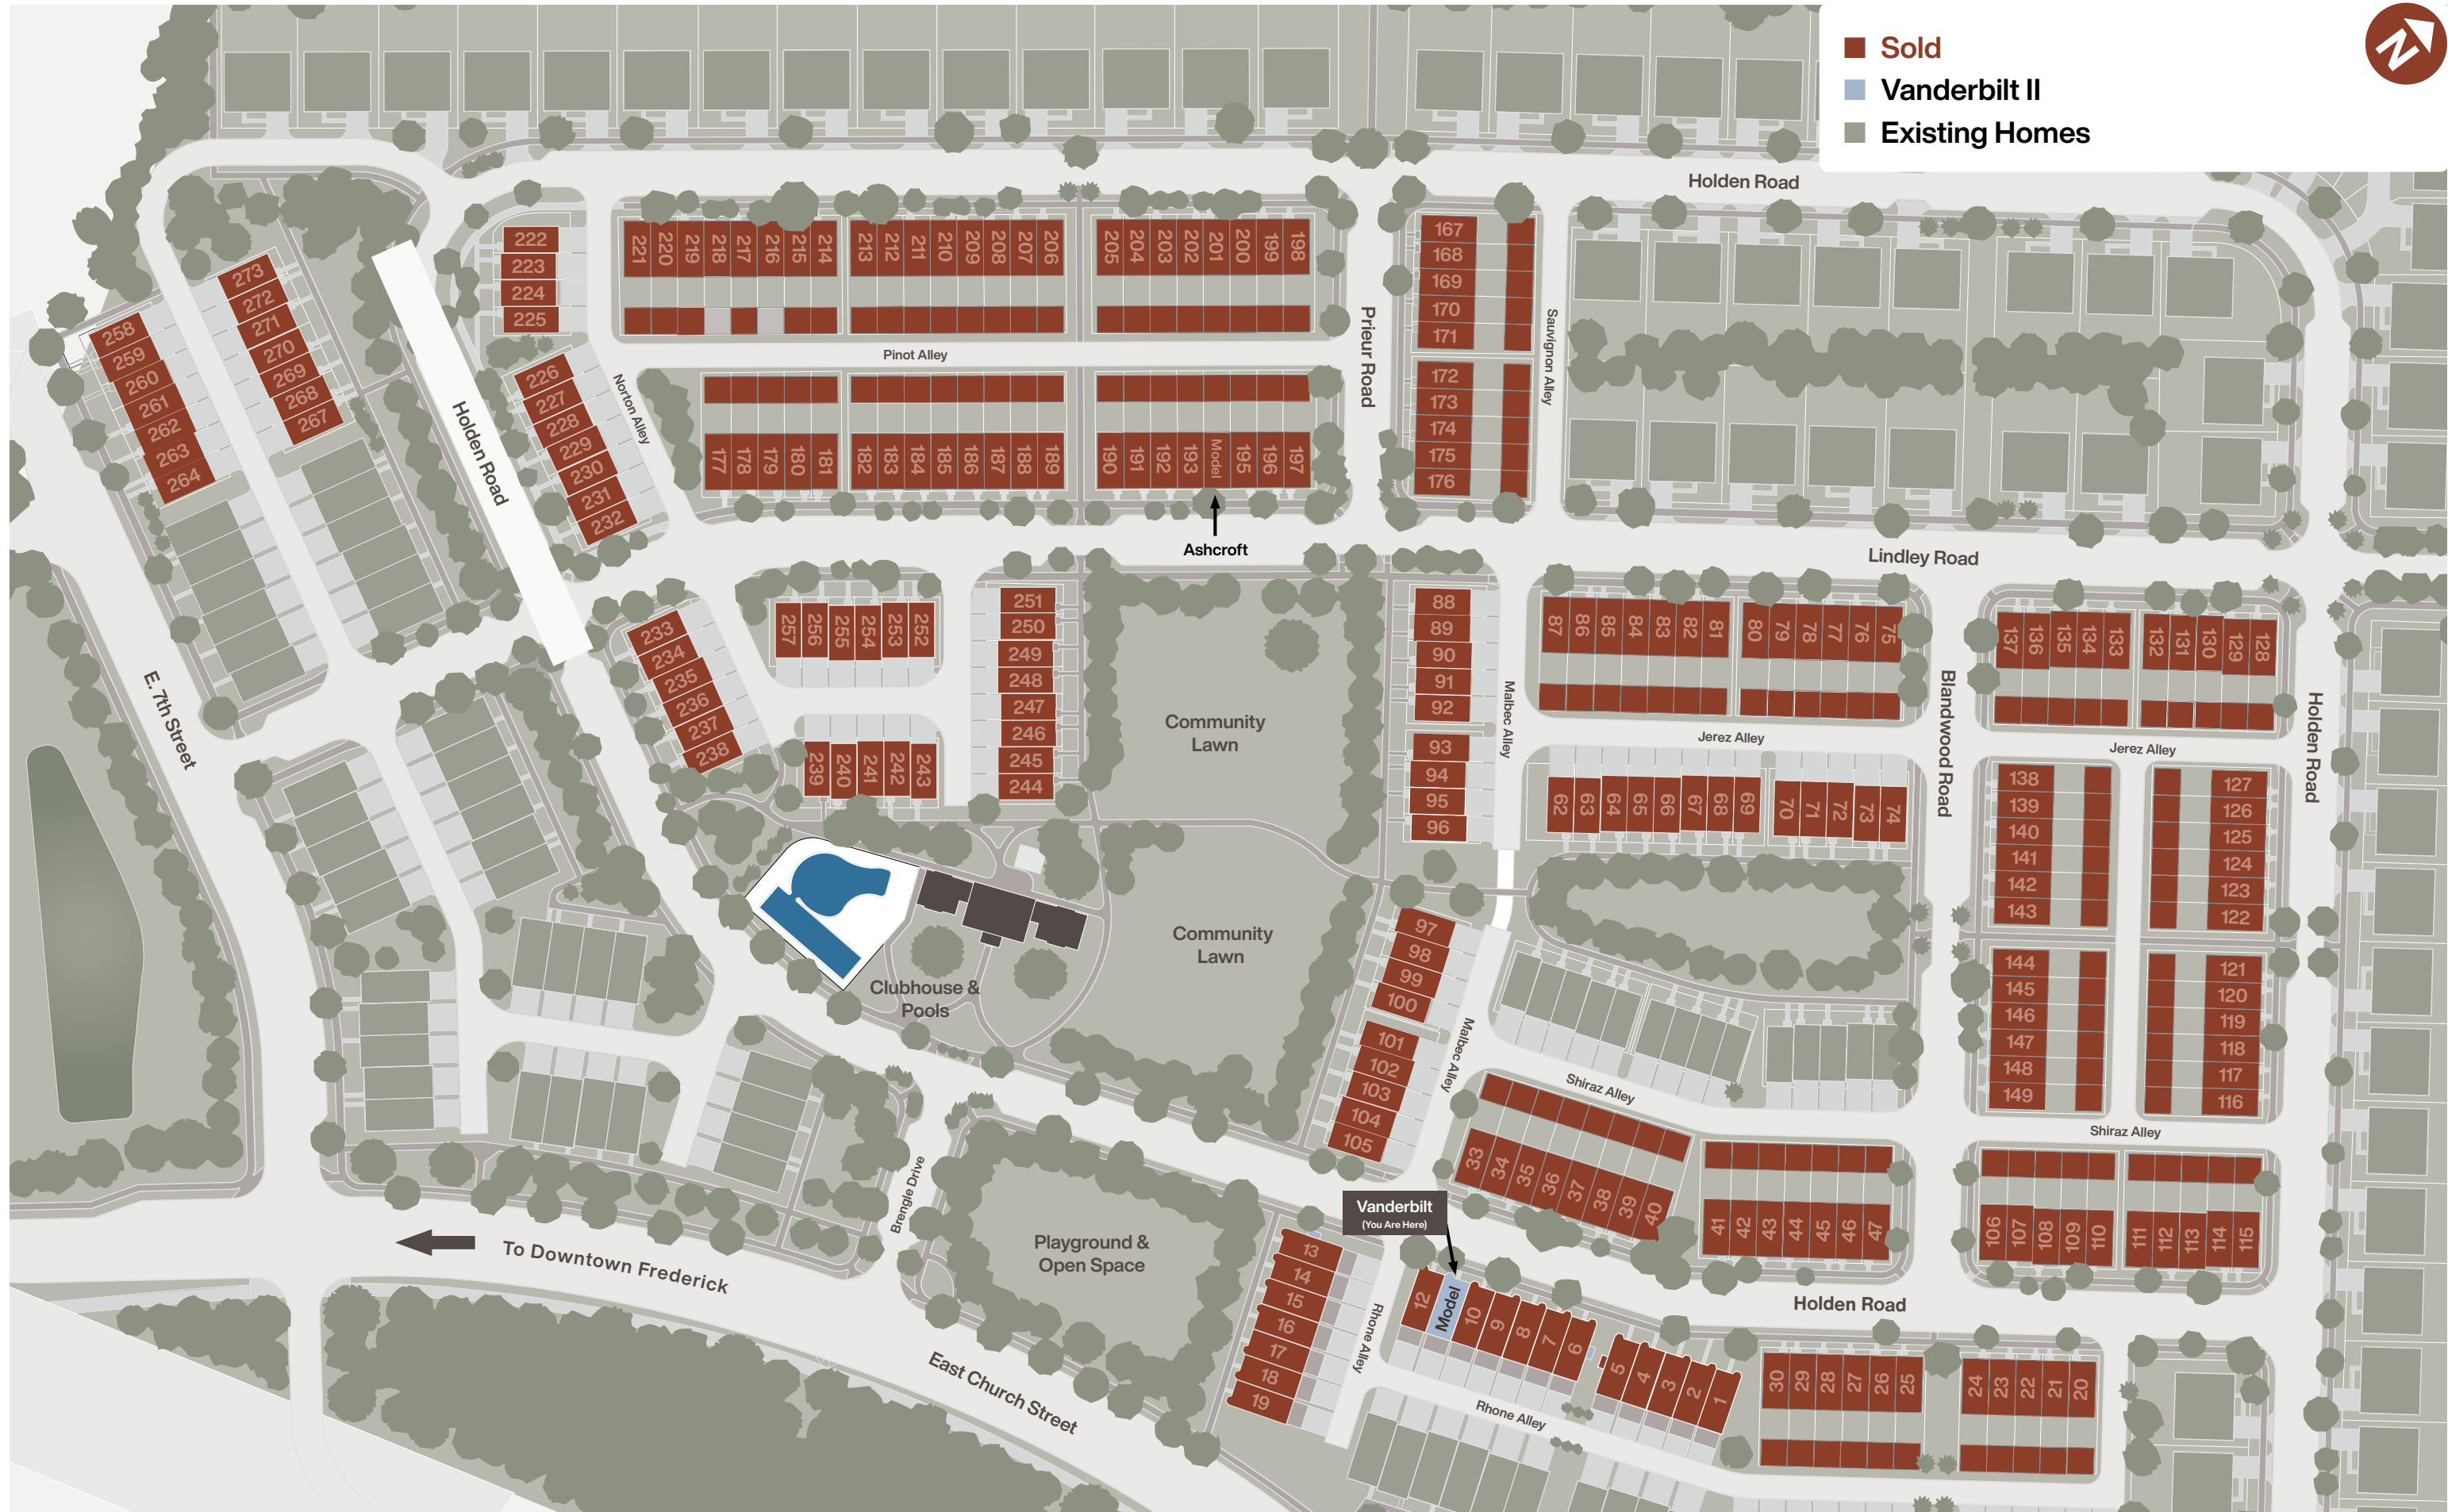 Sold
Vanderbilt II
Existing Homes
N
Holden Road
222
223
224
225
221 220 219 218 217 216 215 214
213 212 211 210 209 208 207 206
205 204 203 202 201 200 199 198
167
168
169
170
171
172
173
174
175
176
Prieur Road
Sauvignon Alley
Pinot Alley
Norton Alley
Holden Road
273
272
271
270
269
268
267
258
259
260
261
262
263
264
226
227
228
229
230
231
232
177 178 179 180 181
182 183 184 185 186 187 188 189
190 191 192 193 Model 195 196 197
Ashcroft
Lindley Road
E. 7th Street
233
234
235
236
237
238
257 256 255 254 253 252
239 240 241 242 243
251
250
249
248
247
246
245
244
Community
Lawn
Community
Lawn
Clubhouse &
Pools
88
89
90
91
92
93
94
95
96
Malbec Alley
87 86 85 84 83 82 81
80 79 78 77 76 75
Jerez Alley
62 63 64 65 66 67 68 69
70 71 72 73 74
Blandwood Road
137 136 135 134 133
132 131 130 129 128
Jerez Alley
Holden Road
138
139
140
141
142
143
127
126
125
124
123
122
144
145
146
147
148
149
121
120
119
118
117
116
Shiraz Alley
97
98
99
100
101
102
103
104
105
Malbec Alley
Shiraz Alley
33 34 35 36 37 38 39 40
41 42 43 44 45 46 47
106 107 108 109 110
111 112 113 114 115
Brengle Drive
To Downtown Frederick
Playground &
Open Space
Vanderbilt
(You Are Here)
13
14
15
16
17
18
19
Rhone Alley
12 Model 10 9 8 7 6
5 4 3 2 1
Holden Road
30 29 28 27 26 25
24 23 22 21 20
Rhone Alley
East Church Street